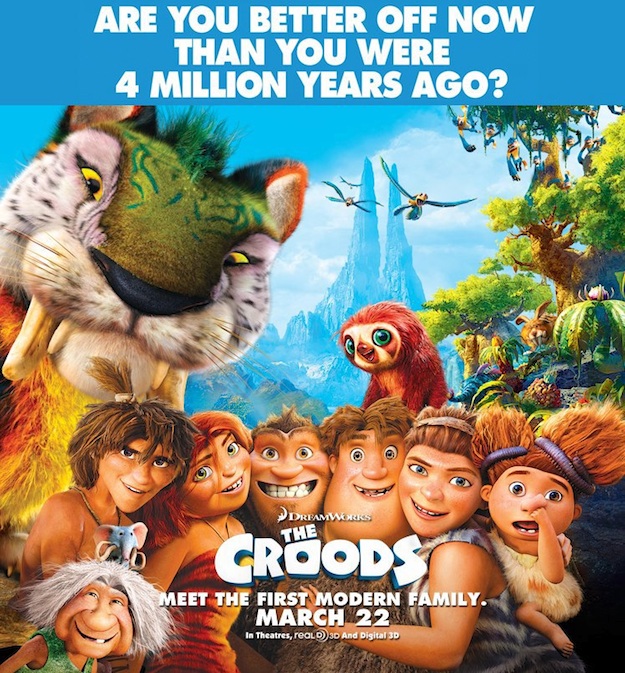 ARE YOU BETTER OFF NOW
THAN YOU WERE
4 MILLION YEARS AGO?
DREAMWORKS
THE
CROODS
MEET THE FIRST MODERN FAMILY.
MARCH 22
In Theatres, REAL D 3D And Digital 3D